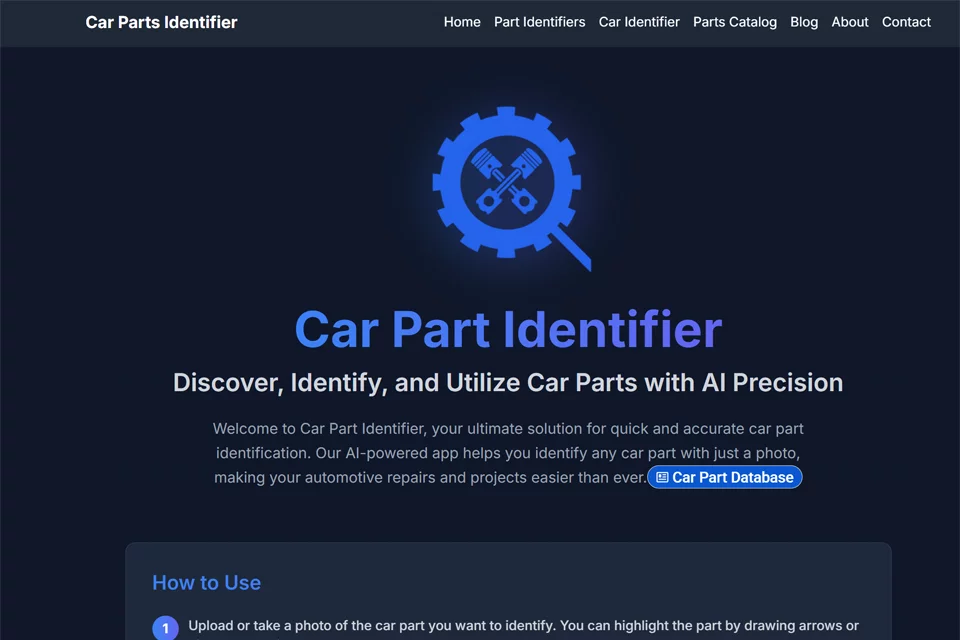 Car Parts Identifier
Home Part Identifiers Car Identifier Parts Catalog Blog About Contact
Car Part Identifier
Discover, Identify, and Utilize Car Parts with AI Precision
Welcome to Car Part Identifier, your ultimate solution for quick and accurate car part
identification. Our AI-powered app helps you identify any car part with just a photo,
making your automotive repairs and projects easier than ever. Car Part Database
How to Use
1 Upload or take a photo of the car part you want to identify. You can highlight the part by drawing arrows or